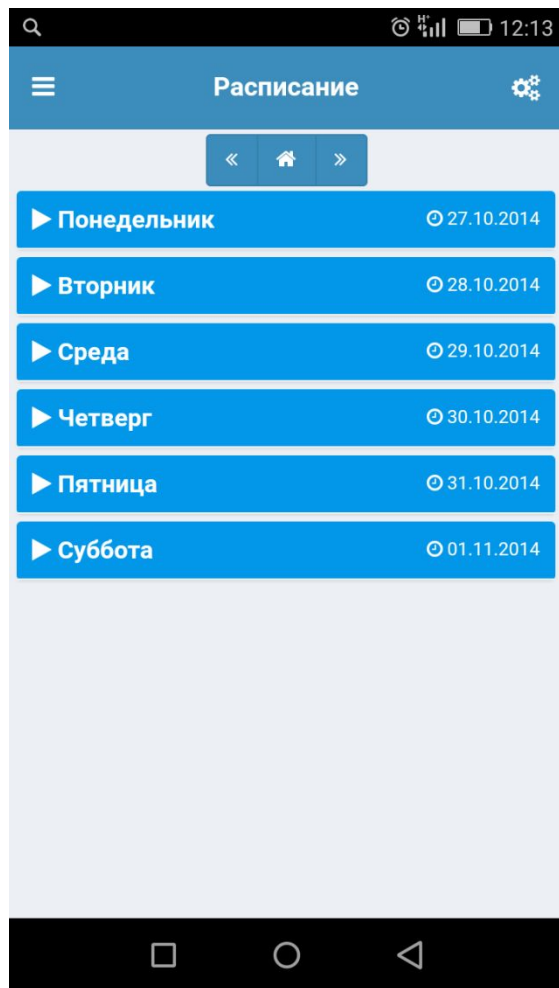 12:13
Расписание
Понедельник 27.10.2014
Вторник 28.10.2014
Среда 29.10.2014
Четверг 30.10.2014
Пятница 31.10.2014
Суббота 01.11.2014